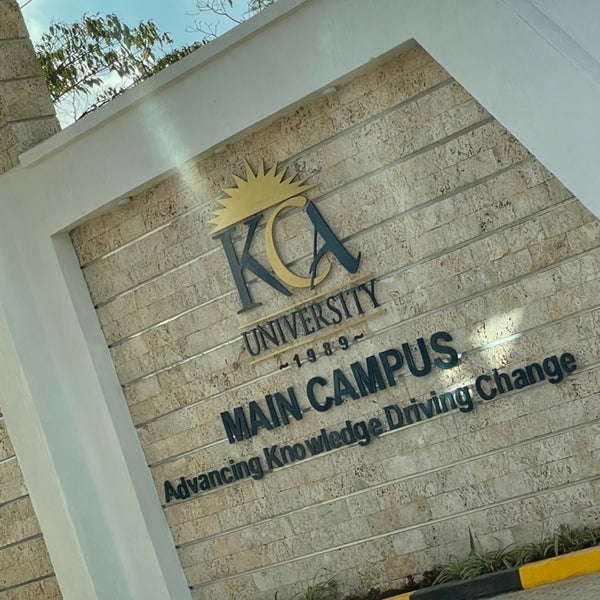 KCA
UNIVERSITY
~1989~
MAIN CAMPUS
Advancing Knowledge Driving Change